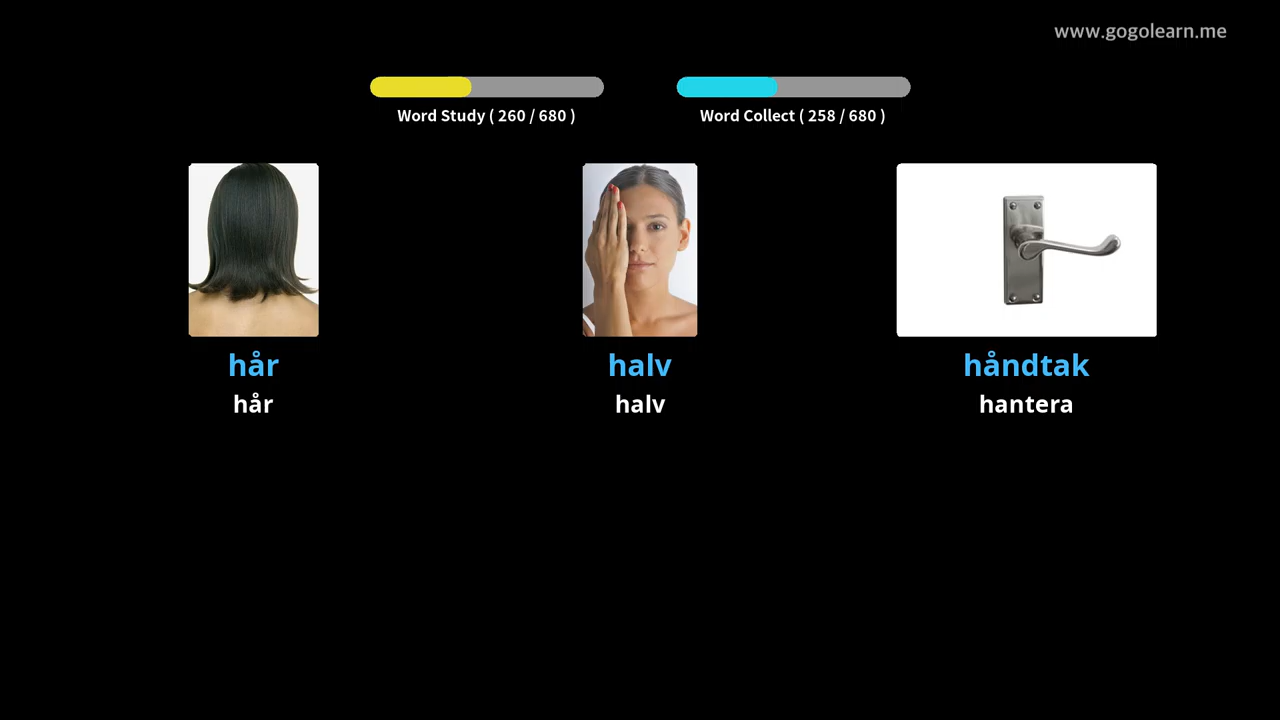 www.gogolearn.me
Word Study ( 260 / 680 )
Word Collect ( 258 / 680 )
hår
halv
håndtak
hår
halv
hantera